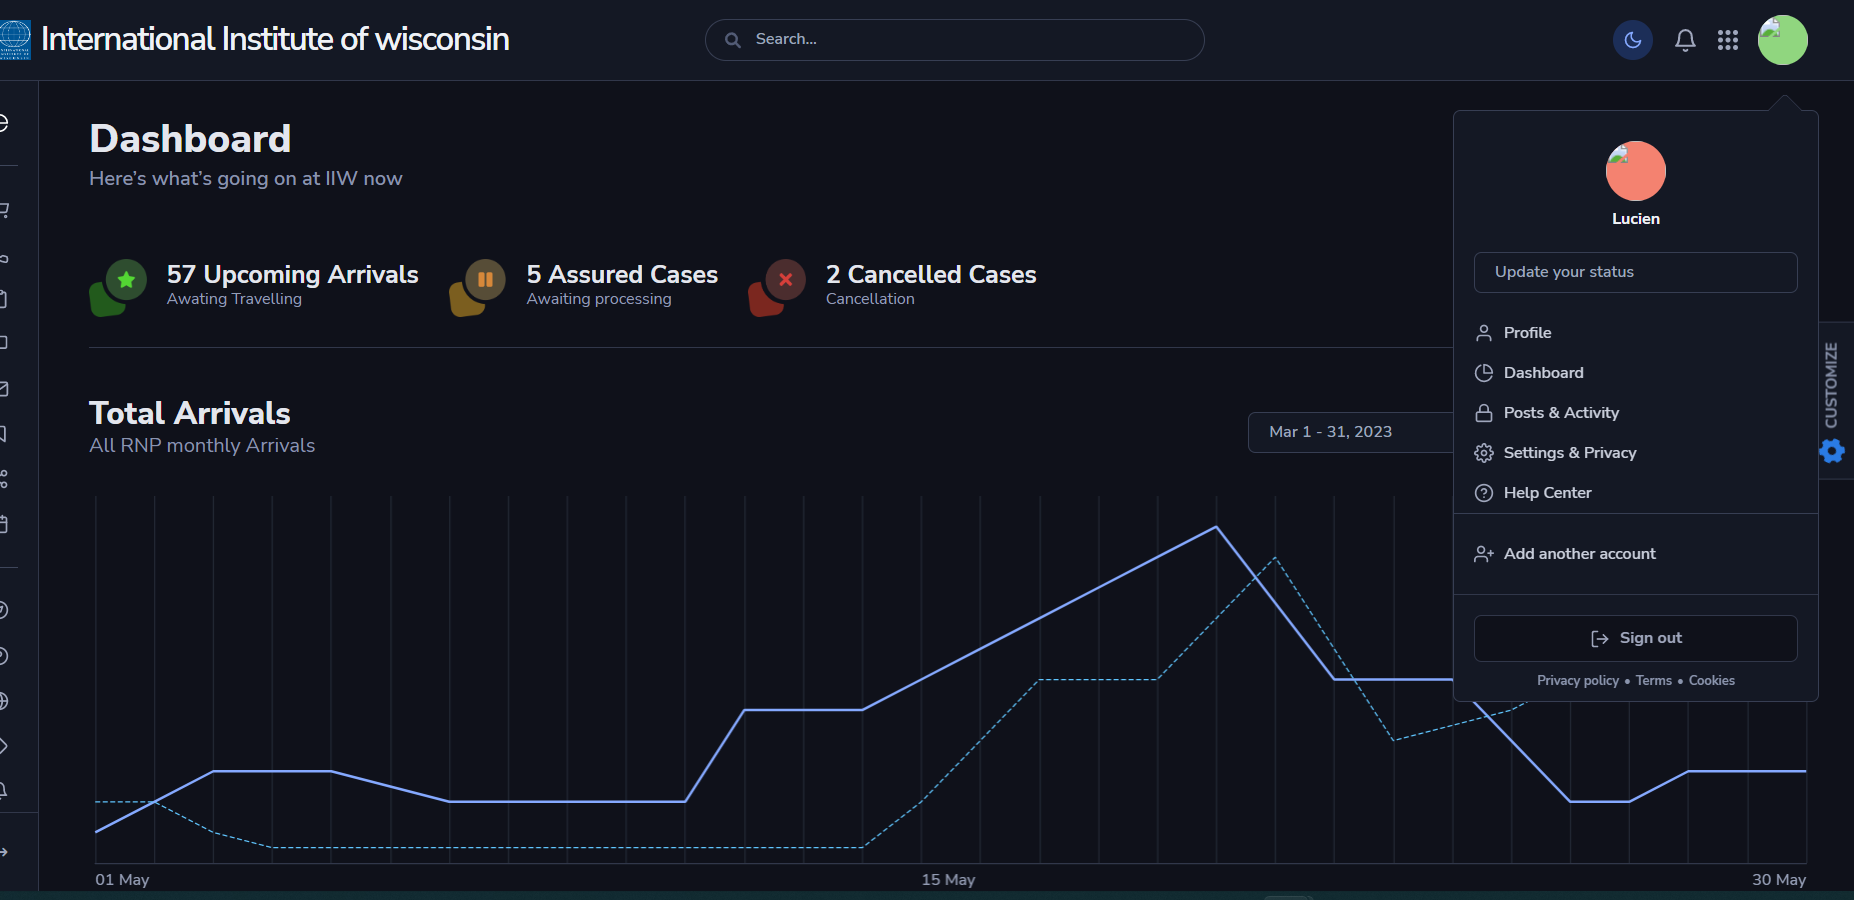 International Institute of wisconsin
Search...
Dashboard
Here's what's going on at IIW now
57 Upcoming Arrivals
Awating Travelling
5 Assured Cases
Awaiting processing
2 Cancelled Cases
Cancellation
Total Arrivals
All RNP monthly Arrivals
Mar 1 - 31, 2023
01 May
15 May
30 May
Lucien
Update your status
Profile
Dashboard
Posts & Activity
Settings & Privacy
Help Center
Add another account
Sign out
Privacy policy • Terms • Cookies
CUSTOMIZE